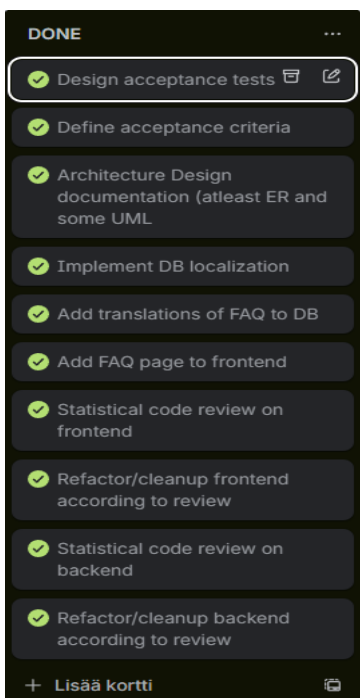 DONE
Design acceptance tests
Define acceptance criteria
Architecture Design
documentation (atleast ER and
some UML
Implement DB localization
Add translations of FAQ to DB
Add FAQ page to frontend
Statistical code review on
frontend
Refactor/cleanup frontend
according to review
Statistical code review on
backend
Refactor/cleanup backend
according to review
+ Lisää kortti